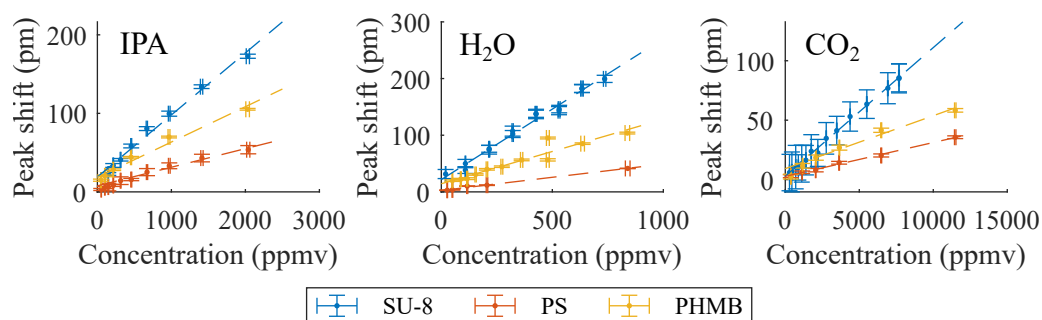 IPA
Peak shift (pm)
200
100
0
0 1000 2000 3000
Concentration (ppmv)
H₂O
Peak shift (pm)
300
200
100
0
0 500 1000
Concentration (ppmv)
CO₂
Peak shift (pm)
100
50
0
0 5000 10000 15000
Concentration (ppmv)
SU-8 PS PHMB